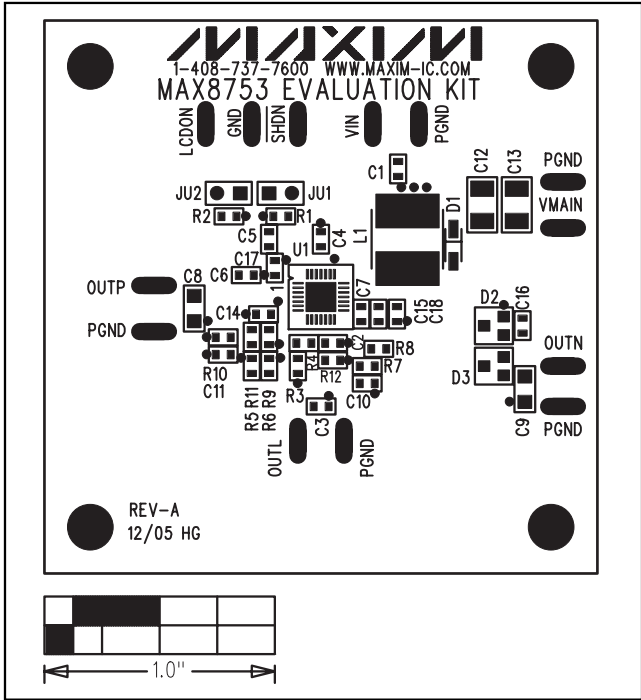 MAXIM
1-408-737-7600 WWW.MAXIM-IC.COM
MAX8753 EVALUATION KIT
LCDON
GND
SHDN
VIN
PGND
C1
C12
C13
PGND
VMAIN
JU2
JU1
R2
R1
C5
U1
C4
L1
D1
C17
C6
1
OUTP
C8
C7
C14
C15
C18
D2
C16
PGND
OUTN
R10
C11
R4
C2
R8
R12
R7
D3
R5
R11
R6
R9
R3
C10
C3
C9
PGND
OUTL
PGND
REV-A
12/05 HG
1.0"